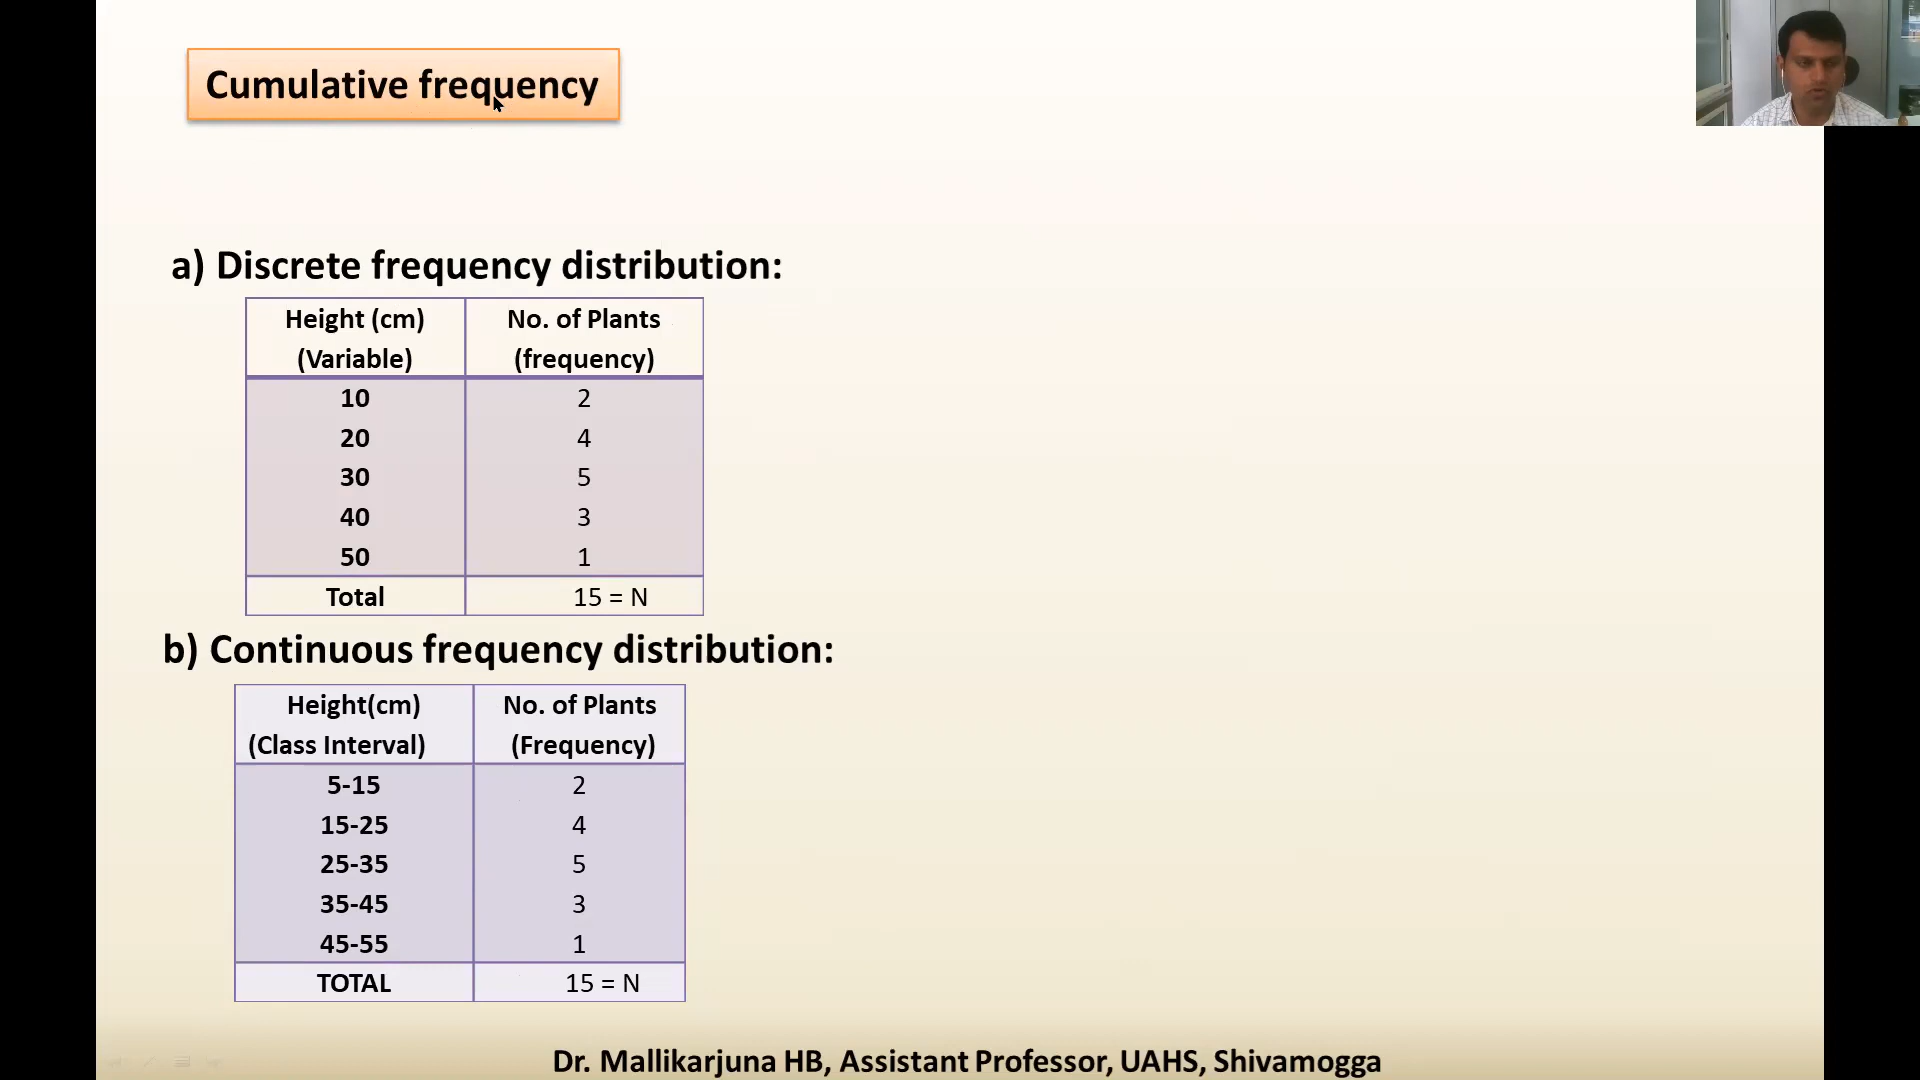 Cumulative frequency
a) Discrete frequency distribution:
Height (cm) No. of Plants
(Variable) (frequency)
10 2
20 4
30 5
40 3
50 1
Total 15 = N
b) Continuous frequency distribution:
Height(cm) No. of Plants
(Class Interval) (Frequency)
5-15 2
15-25 4
25-35 5
35-45 3
45-55 1
TOTAL 15 = N
Dr. Mallikarjuna HB, Assistant Professor, UAHS, Shivamogga